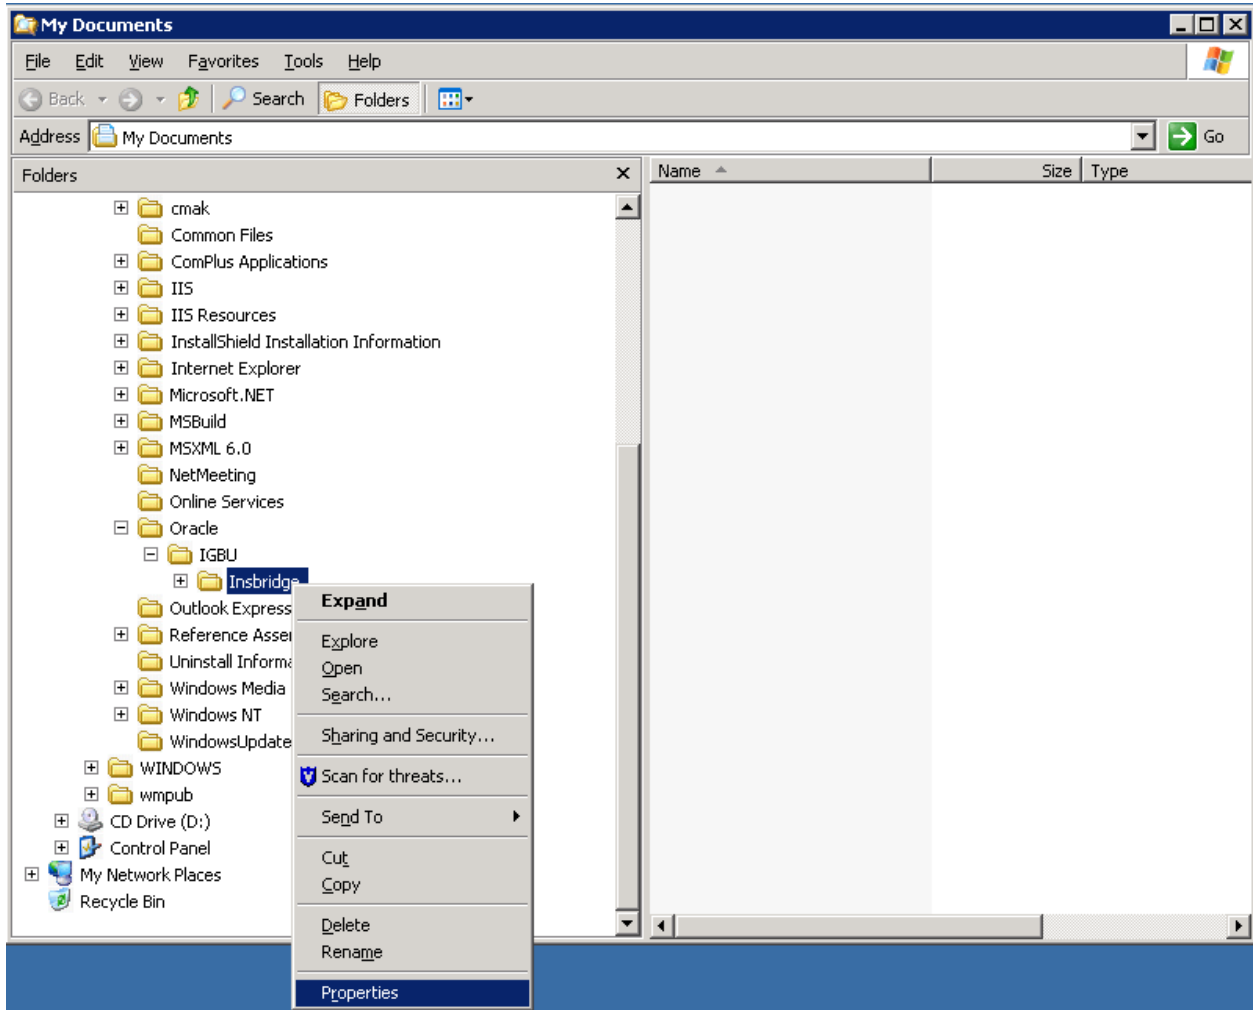 My Documents
File Edit View Favorites Tools Help
Back Search Folders
Address My Documents Go
Folders
Name Size Type
cmak
Common Files
ComPlus Applications
IIS
IIS Resources
InstallShield Installation Information
Internet Explorer
Microsoft.NET
MSBuild
MSXML 6.0
NetMeeting
Online Services
Oracle
IGBU
Insbridge
Outlook Express
Reference Asse
Uninstall Informa
Windows Media
Windows NT
WindowsUpdate
WINDOWS
wmpub
CD Drive (D:)
Control Panel
My Network Places
Recycle Bin
Expand
Explore
Open
Search...
Sharing and Security...
Scan for threats...
Send To
Cut
Copy
Delete
Rename
Properties